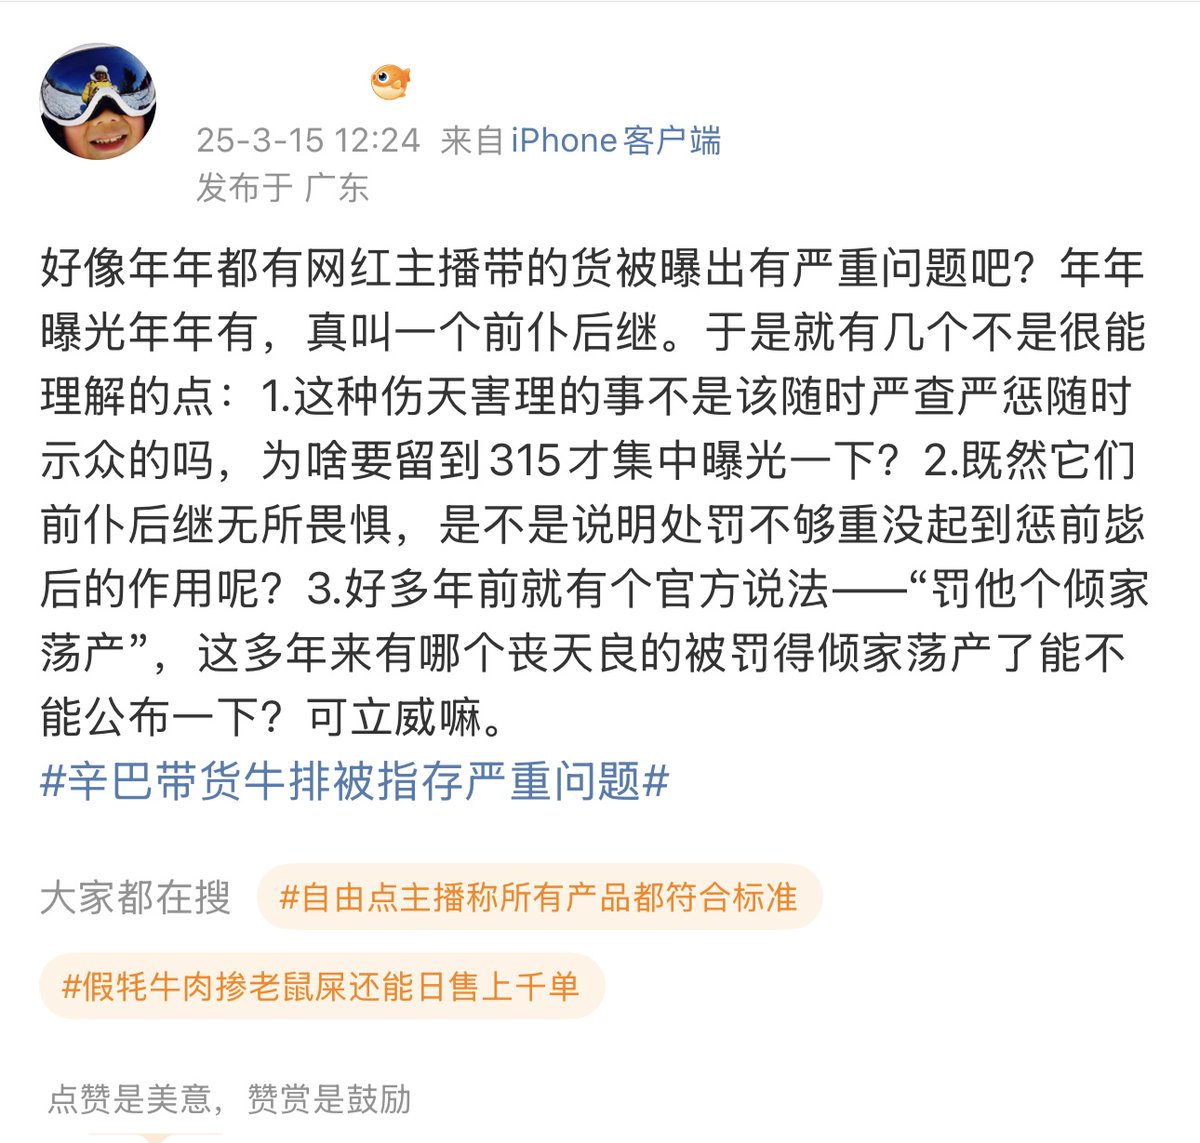 25-3-15 12:24 来自 iPhone客户端
发布于 广东
好像年年都有网红主播带的货被曝出有严重问题吧？年年
曝光年年有，真叫一个前仆后继。于是就有几个不是很能
理解的点：1.这种伤天害理的事不是该随时严查严惩随时
示众的吗，为啥要留到315才集中曝光一下？2.既然它们
前仆后继无所畏惧，是不是说明处罚不够重没起到惩前毖
后的作用呢？3.好多年前就有个官方说法——“罚他个倾家
荡产”，这多年来有哪个丧天良的被罚得倾家荡产了能不
能公布一下？可立威嘛。
#辛巴带货牛排被指存严重问题#
大家都在搜 #自由点主播称所有产品都符合标准
#假牦牛肉掺老鼠屎还能日售上千单
点赞是美意，赞赏是鼓励